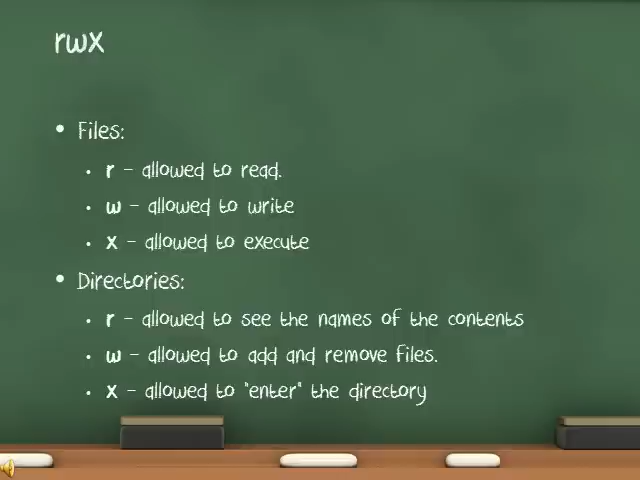 rwx
• Files:
• r - allowed to read.
• w - allowed to write
• x - allowed to execute
• Directories:
• r - allowed to see the names of the contents
• w - allowed to add and remove files.
• x - allowed to "enter" the directory